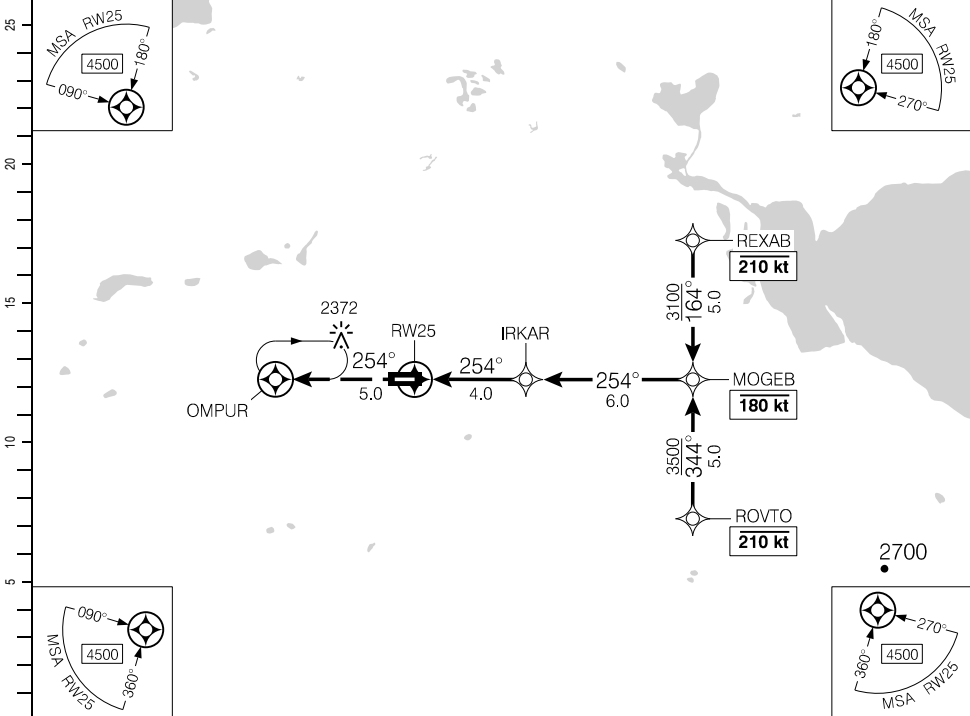 25
20
15
10
5
MSA RW25
4500
180°
090°
MSA RW25
4500
180°
270°
REXAB
210 kt
3100
164°
5.0
2372
RW25
IRKAR
254°
5.0
254°
4.0
254°
6.0
MOGEB
180 kt
OMPUR
3500
344°
5.0
ROVTO
210 kt
2700
090°
4500
360°
MSA RW25
270°
4500
360°
MSA RW25